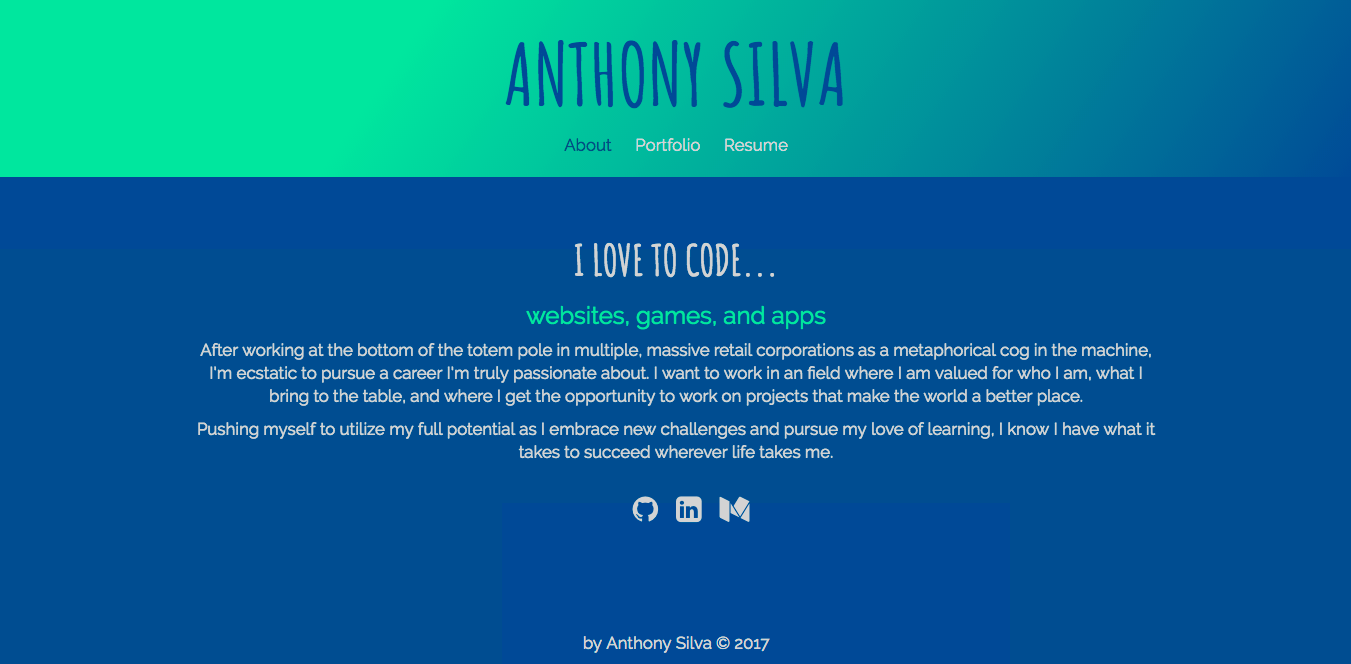 ANTHONY SILVA
About Portfolio Resume
I LOVE TO CODE...
websites, games, and apps
After working at the bottom of the totem pole in multiple, massive retail corporations as a metaphorical cog in the machine,
I'm ecstatic to pursue a career I'm truly passionate about. I want to work in an field where I am valued for who I am, what I
bring to the table, and where I get the opportunity to work on projects that make the world a better place.
Pushing myself to utilize my full potential as I embrace new challenges and pursue my love of learning, I know I have what it
takes to succeed wherever life takes me.
in
by Anthony Silva © 2017